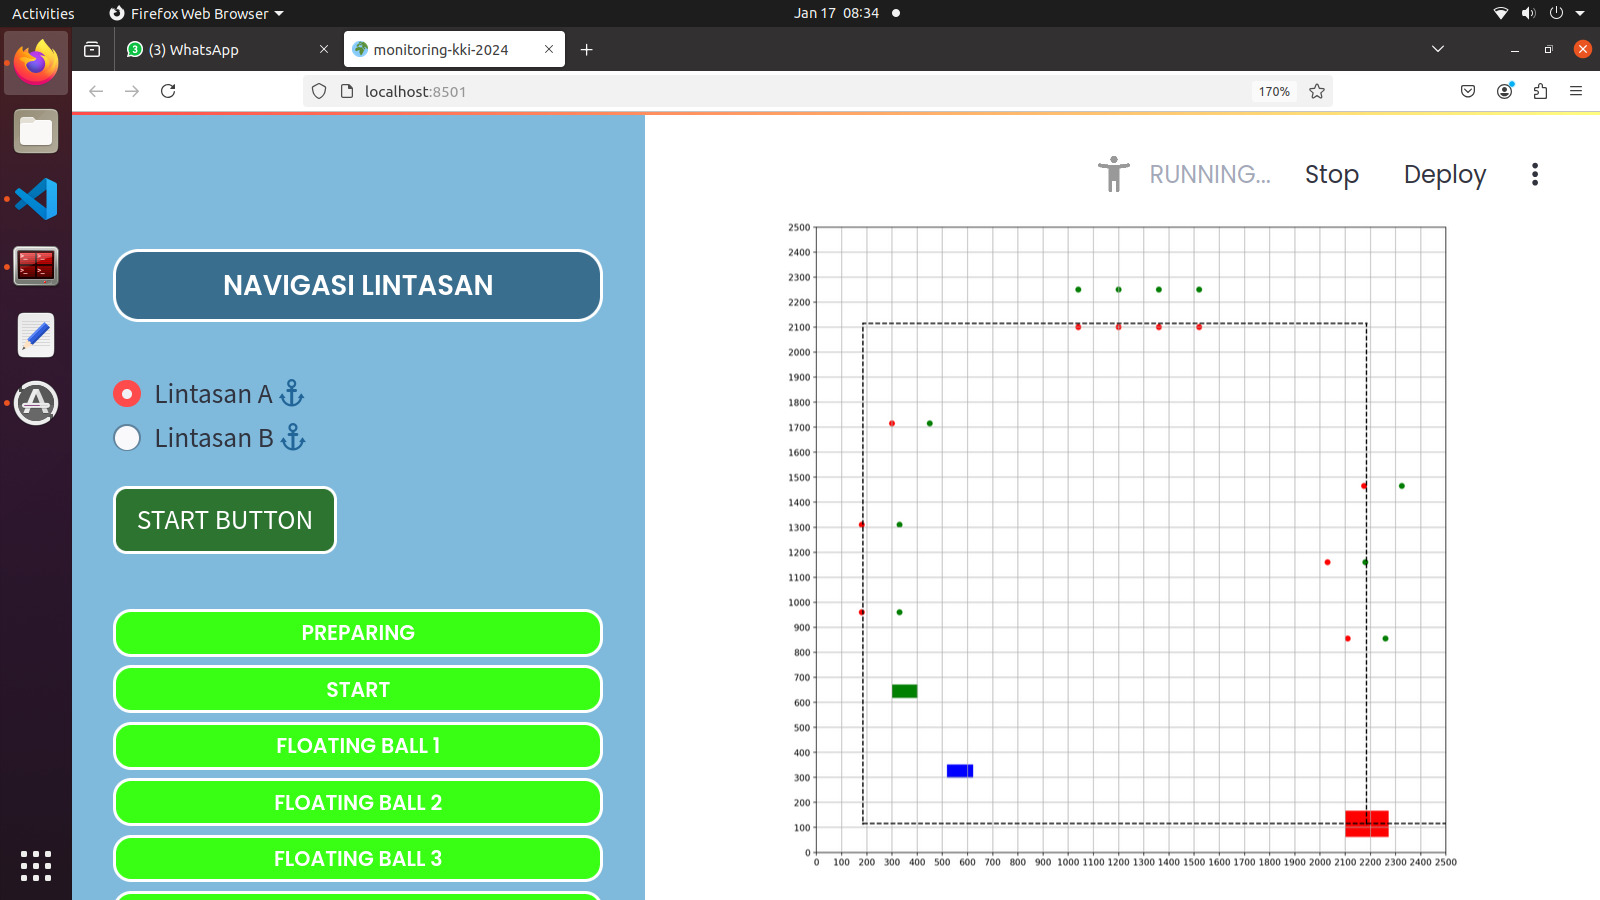 Activities
Firefox Web Browser
Jan 17 08:34
3
(3) WhatsApp
monitoring-kki-2024
localhost:8501
170%
RUNNING...
Stop
Deploy
NAVIGASI LINTASAN
Lintasan A
Lintasan B
START BUTTON
PREPARING
START
FLOATING BALL 1
FLOATING BALL 2
FLOATING BALL 3
2500
2400
2300
2200
2100
2000
1900
1800
1700
1600
1500
1400
1300
1200
1100
1000
900
800
700
600
500
400
300
200
100
0
0 100 200 300 400 500 600 700 800 900 1000 1100 1200 1300 1400 1500 1600 1700 1800 1900 2000 2100 2200 2300 2400 2500